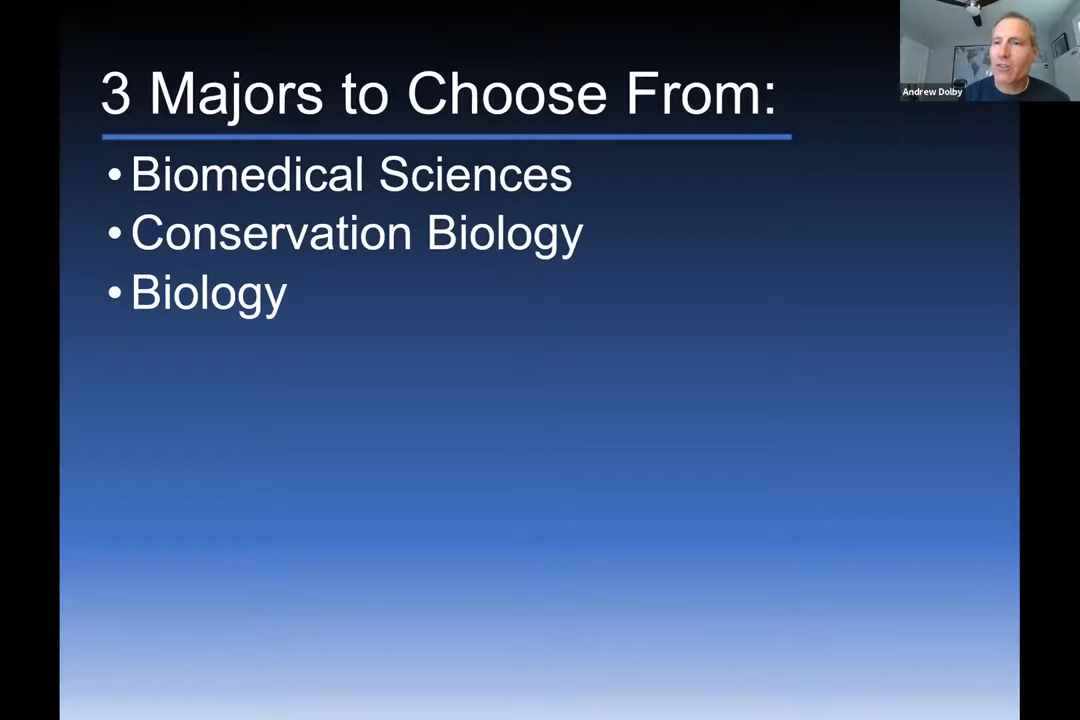 3 Majors to Choose From:
• Biomedical Sciences
• Conservation Biology
• Biology
Andrew Dolby